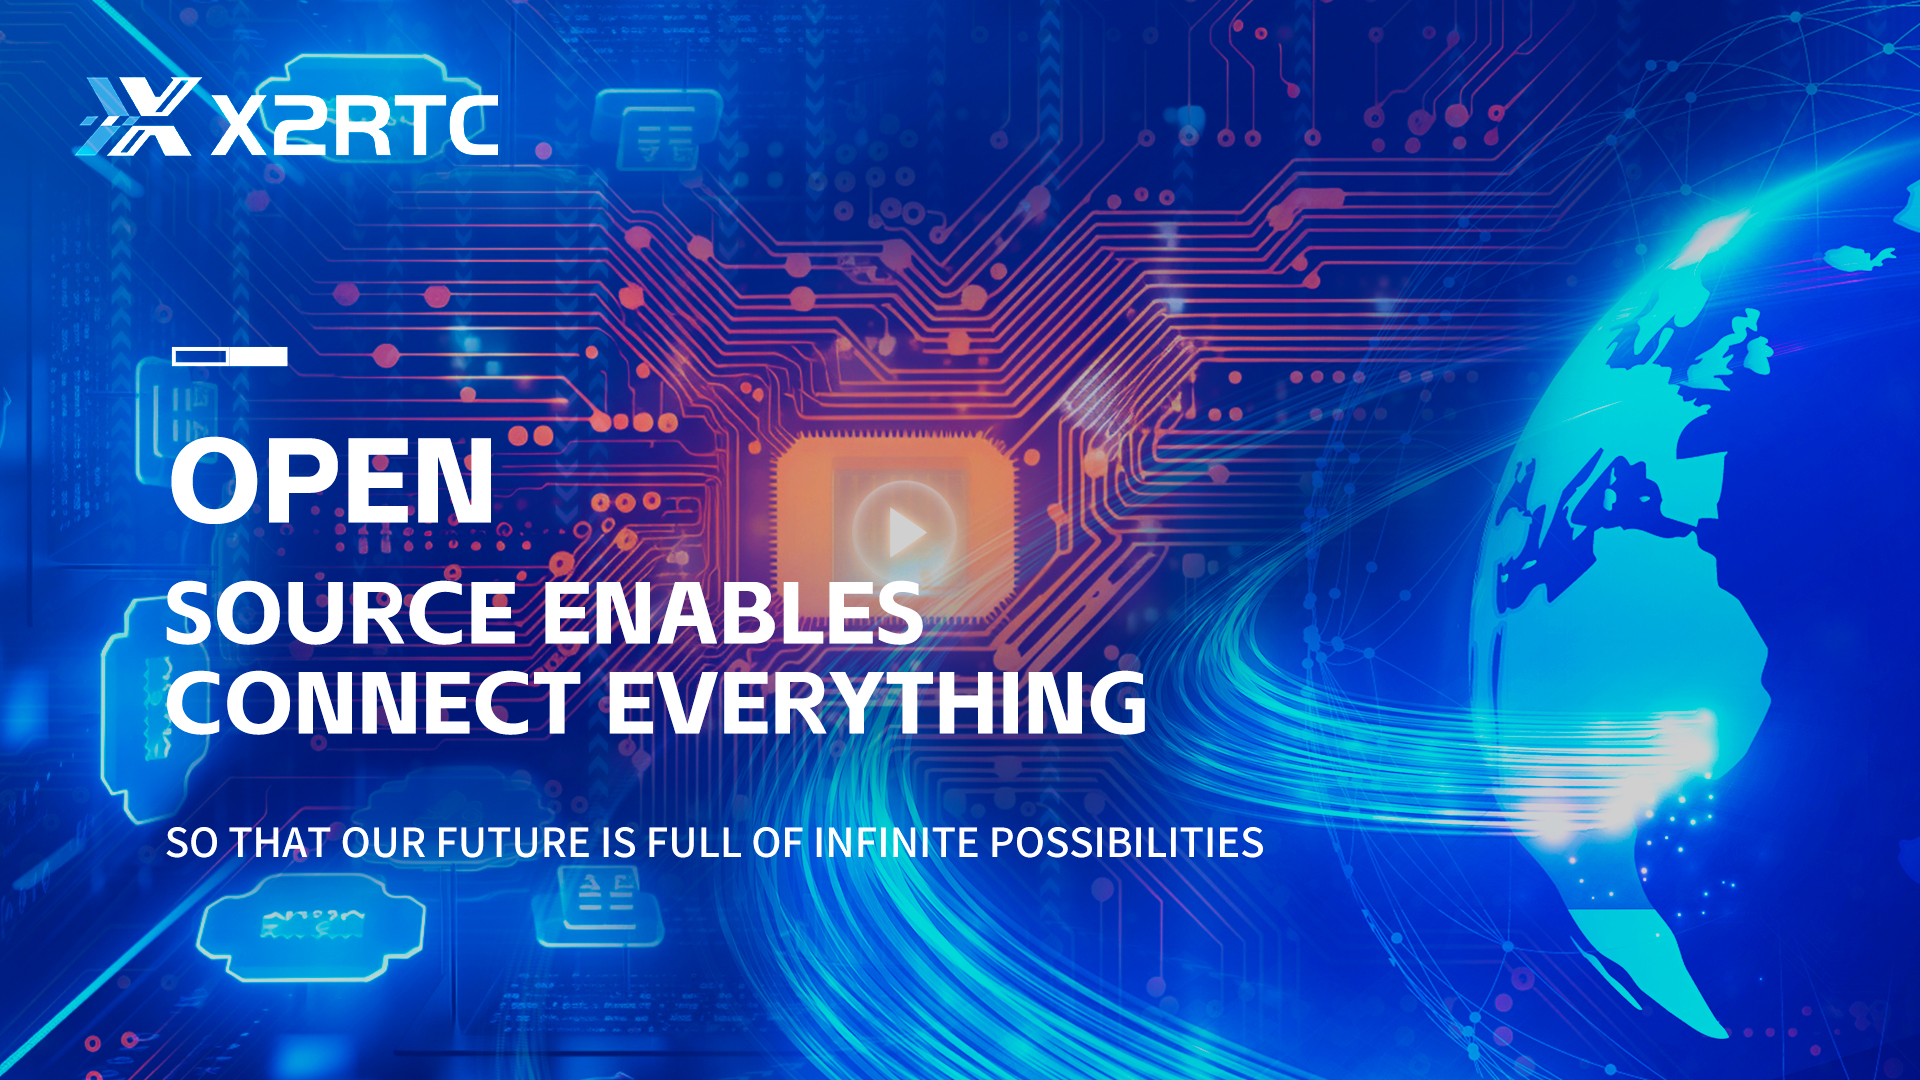 X2RTC
OPEN
SOURCE ENABLES
CONNECT EVERYTHING
SO THAT OUR FUTURE IS FULL OF INFINITE POSSIBILITIES